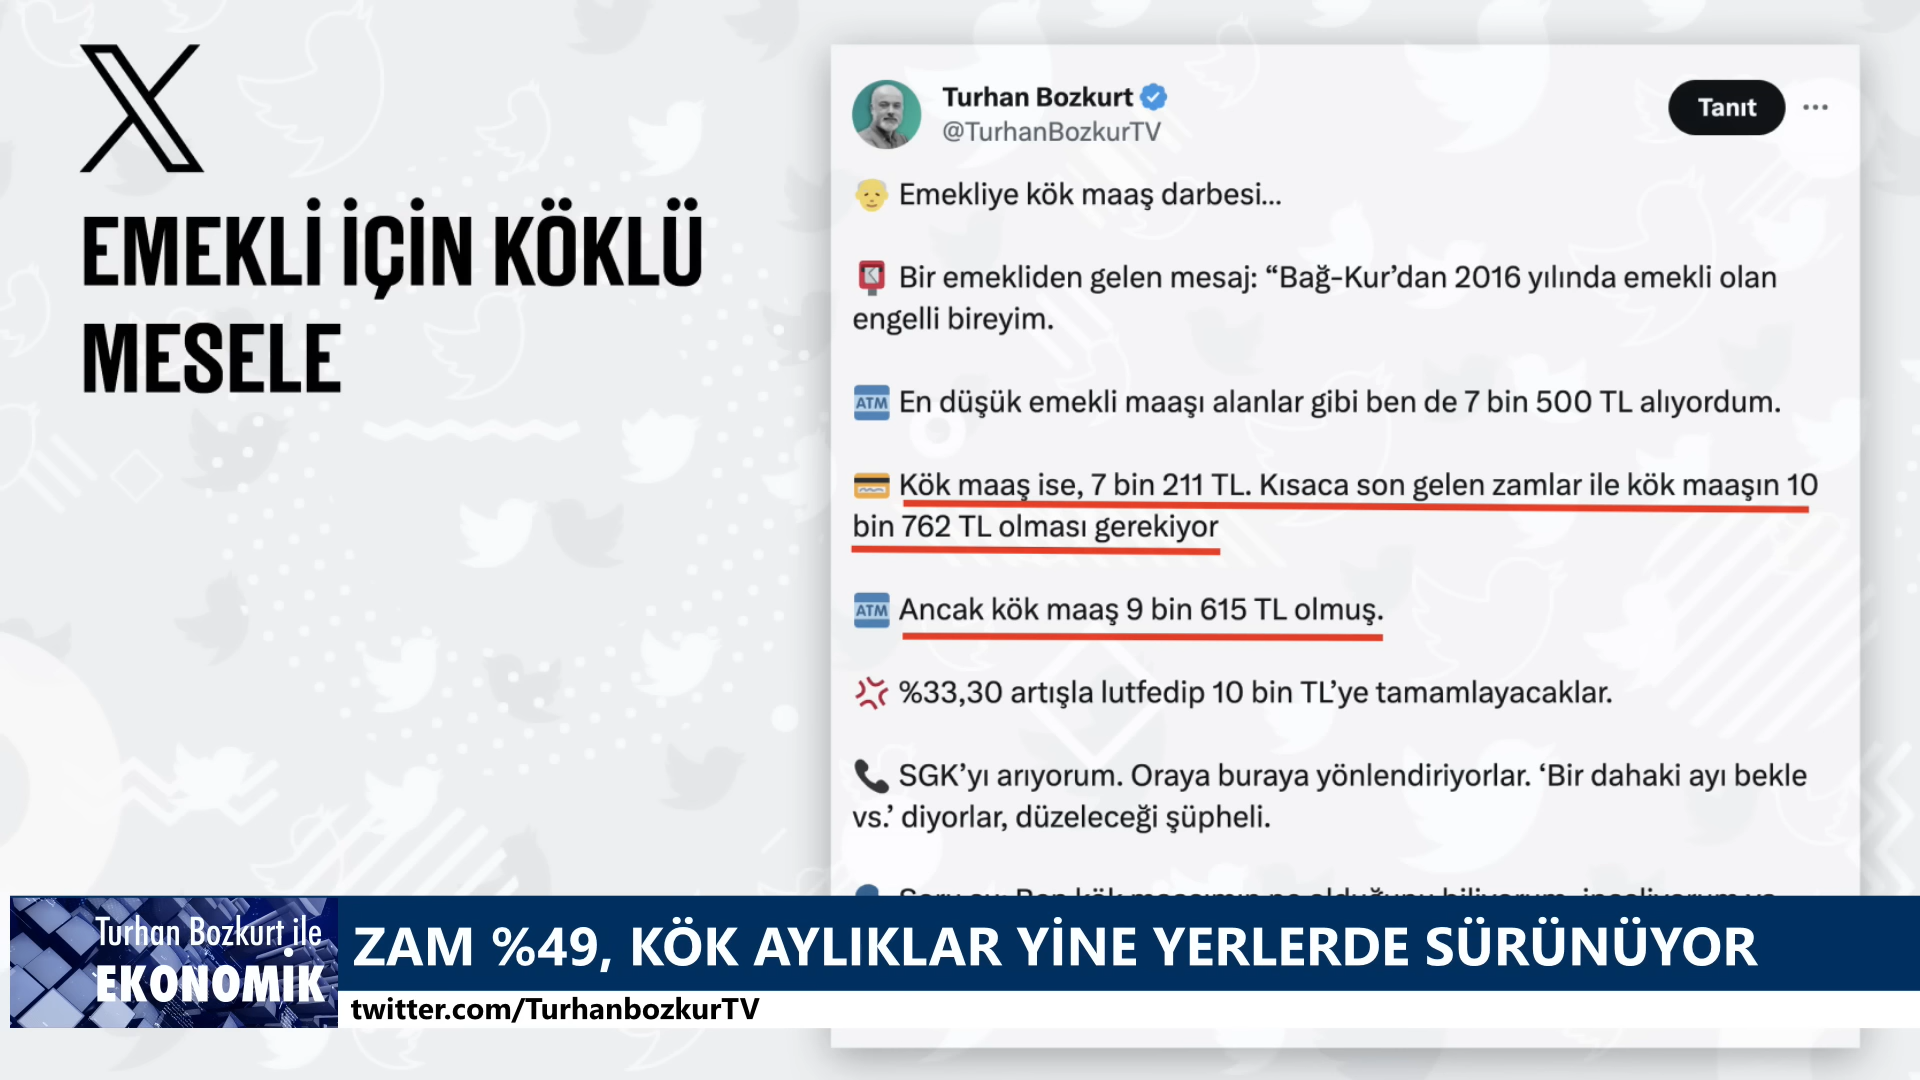 EMEKLİ İÇİN KÖKLÜ
MESELE
Turhan Bozkurt
@TurhanBozkurTV
Tanıt
Emekliye kök maaş darbesi...
Bir emekliden gelen mesaj: “Bağ-Kur’dan 2016 yılında emekli olan
engelli bireyim.
ATM En düşük emekli maaşı alanlar gibi ben de 7 bin 500 TL alıyordum.
Kök maaş ise, 7 bin 211 TL. Kısaca son gelen zamlar ile kök maaşın 10
bin 762 TL olması gerekiyor
ATM Ancak kök maaş 9 bin 615 TL olmuş.
%33,30 artışla lutfedip 10 bin TL’ye tamamlayacaklar.
SGK’yı arıyorum. Oraya buraya yönlendiriyorlar. ‘Bir dahaki ayı bekle
vs.’ diyorlar, düzeleceği şüpheli.
Turhan Bozkurt ile
EKONOMİK
ZAM %49, KÖK AYLIKLAR YİNE YERLERDE SÜRÜNÜYOR
twitter.com/TurhanbozkurTV